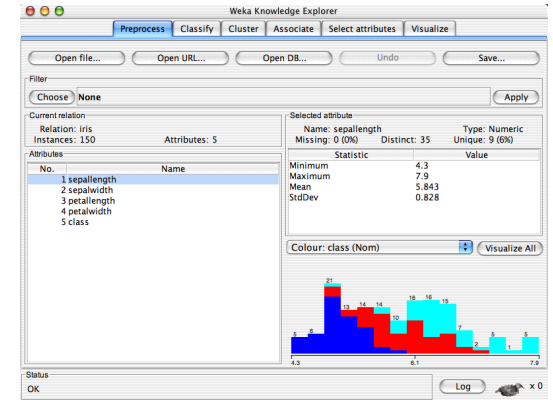 Weka Knowledge Explorer
Preprocess Classify Cluster Associate Select attributes Visualize
Open file... Open URL... Open DB... Undo Save...
Filter
Choose None Apply
Current relation
Relation: iris
Instances: 150 Attributes: 5
Attributes
No. Name
1 sepallength
2 sepalwidth
3 petallength
4 petalwidth
5 class
Selected attribute
Name: sepallength Type: Numeric
Missing: 0 (0%) Distinct: 35 Unique: 9 (6%)
Statistic Value
Minimum 4.3
Maximum 7.9
Mean 5.843
StdDev 0.828
Colour: class (Nom) Visualize All
5 6 21 13 14 14 10 16 16 15 7 2 5 1 5
4.3 6.1 7.9
Status
OK
Log x 0